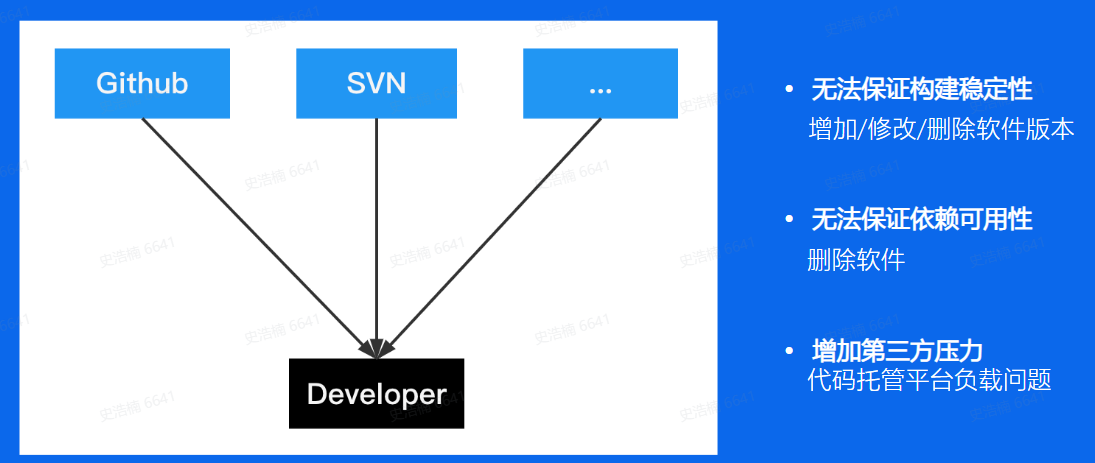 Github
SVN
...
Developer
• 无法保证构建稳定性
增加/修改/删除软件版本
• 无法保证依赖可用性
删除软件
• 增加第三方压力
代码托管平台负载问题
史浩楠 6641